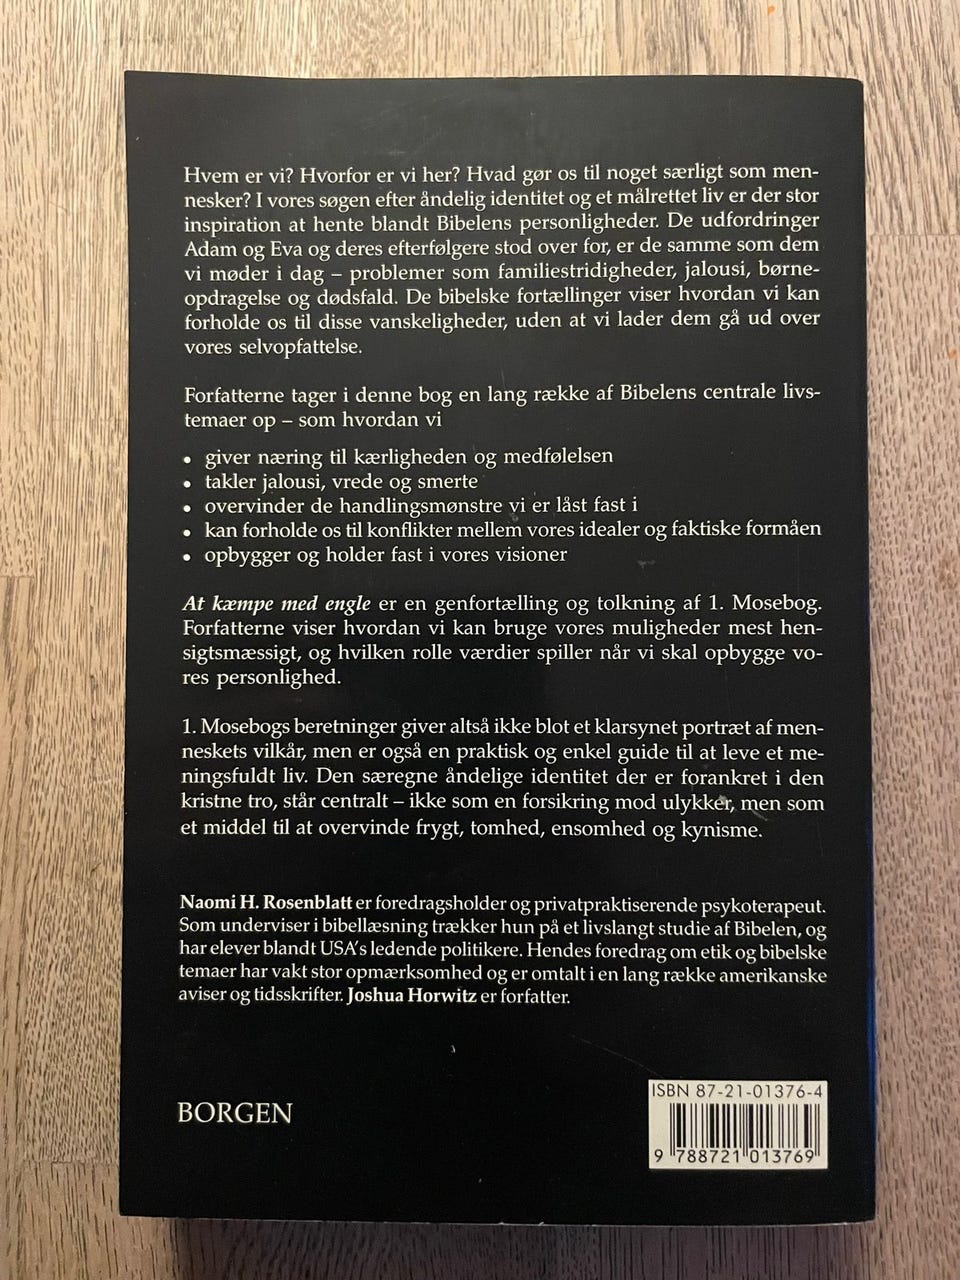 Hvem er vi? Hvorfor er vi her? Hvad gør os til noget særligt som men-
nesker? I vores søgen efter åndelig identitet og et målrettet liv er der stor
inspiration at hente blandt Bibelens personligheder. De udfordringer
Adam og Eva og deres efterfølgere stod over for, er de samme som dem
vi møder i dag – problemer som familiestridigheder, jalousi, børne-
opdragelse og dødsfald. De bibelske fortællinger viser hvordan vi kan
forholde os til disse vanskeligheder, uden at vi lader dem gå ud over
vores selvopfattelse.
Forfatterne tager i denne bog en lang række af Bibelens centrale livs-
temaer op – som hvordan vi
• giver næring til kærligheden og medfølelsen
• takler jalousi, vrede og smerte
• overvinder de handlingsmønstre vi er låst fast i
• kan forholde os til konflikter mellem vores idealer og faktiske formåen
• opbygger og holder fast i vores visioner
At kæmpe med engle er en genfortælling og tolkning af 1. Mosebog.
Forfatterne viser hvordan vi kan bruge vores muligheder mest hen-
sigtsmæssigt, og hvilken rolle værdier spiller når vi skal opbygge vo-
res personlighed.
1. Mosebogs beretninger giver altså ikke blot et klarsynet portræt af men-
neskets vilkår, men er også en praktisk og enkel guide til at leve et me-
ningsfuldt liv. Den særegne åndelige identitet der er forankret i den
kristne tro, står centralt – ikke som en forsikring mod ulykker, men som
et middel til at overvinde frygt, tomhed, ensomhed og kynisme.
Naomi H. Rosenblatt er foredragsholder og privatpraktiserende psykoterapeut.
Som underviser i bibellæsning trækker hun på et livslangt studie af Bibelen, og
har elever blandt USA's ledende politikere. Hendes foredrag om etik og bibelske
temaer har vakt stor opmærksomhed og er omtalt i en lang række amerikanske
aviser og tidsskrifter. Joshua Horwitz er forfatter.
BORGEN
ISBN 87-21-01376-4
9 788721 013769